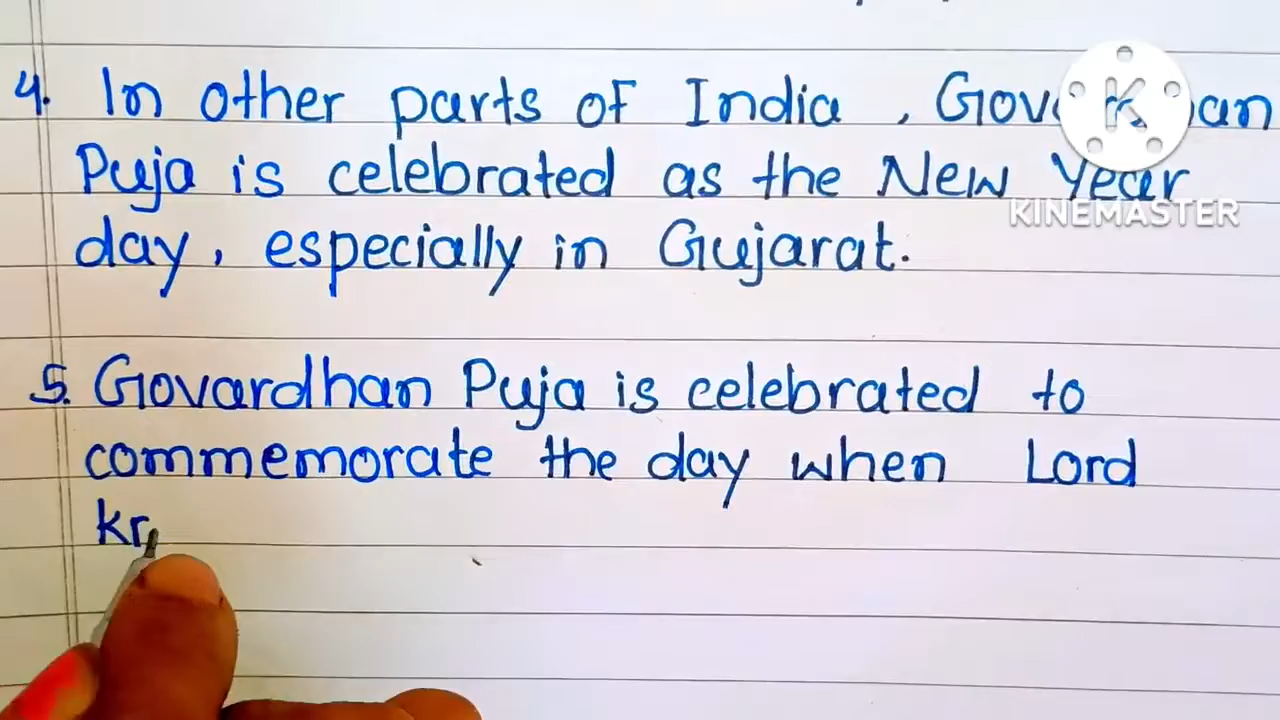 4. In other parts of India, Govardhan
Puja is celebrated as the New Year
day, especially in Gujarat.
5. Govardhan Puja is celebrated to
commemorate the day when Lord
kr
KINEMASTER